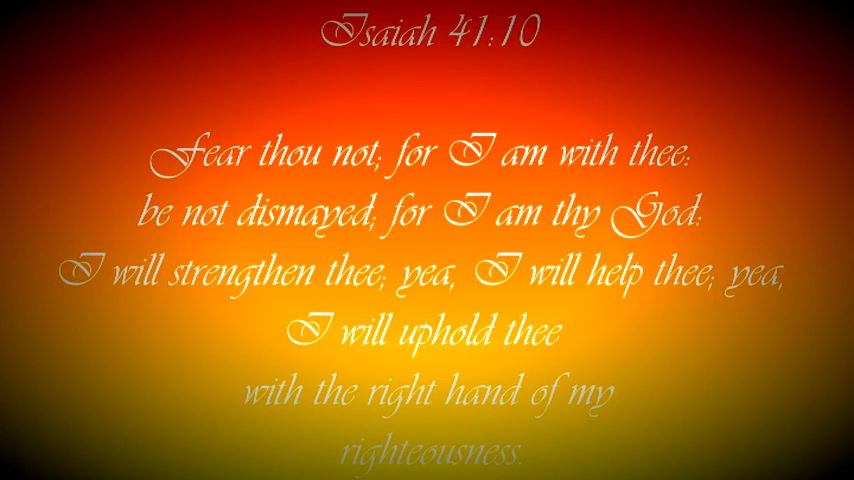 Isaiah 41:10
Fear thou not; for I am with thee:
be not dismayed; for I am thy God:
I will strengthen thee; yea, I will help thee; yea,
I will uphold thee
with the right hand of my
righteousness.